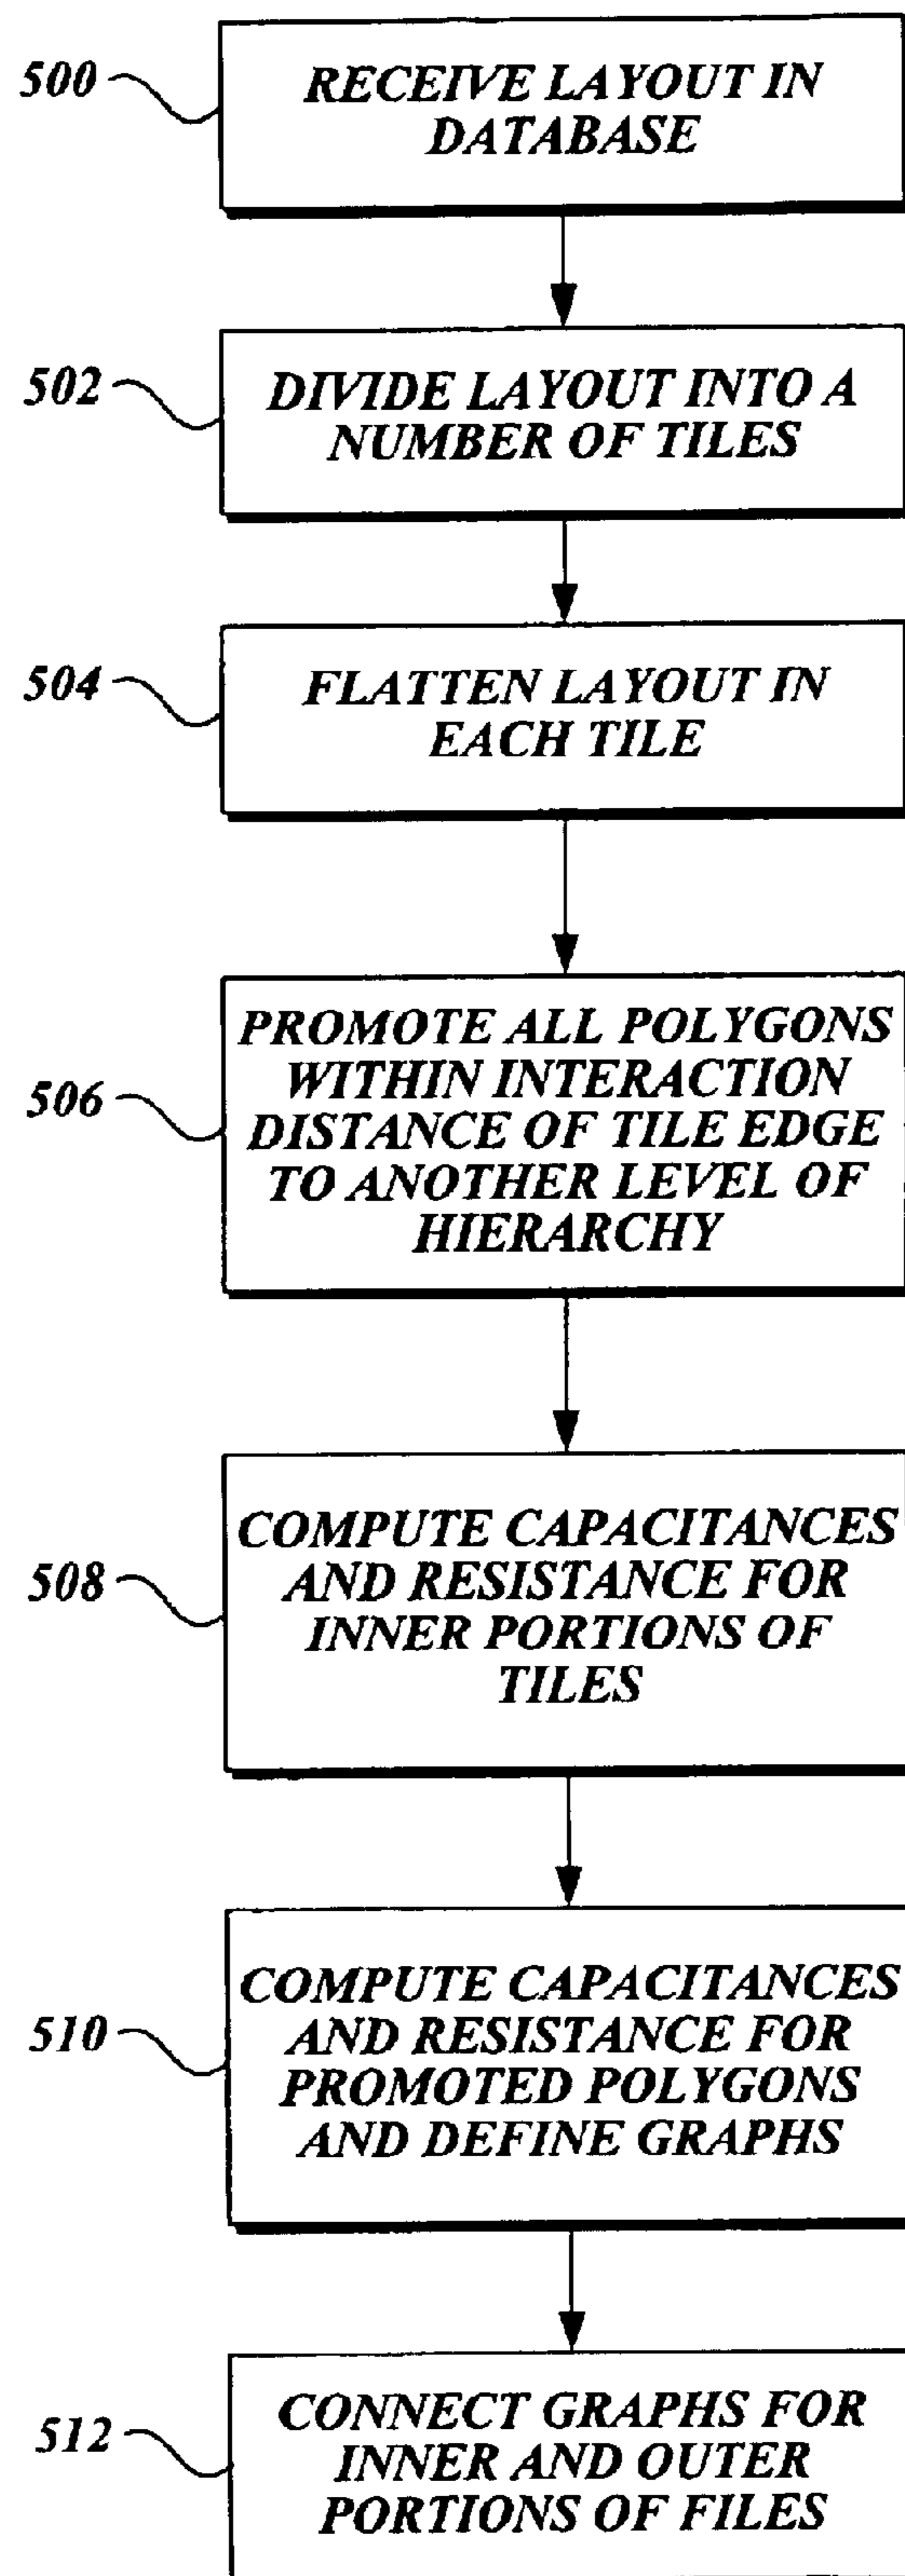 500
RECEIVE LAYOUT IN
DATABASE
502
DIVIDE LAYOUT INTO A
NUMBER OF TILES
504
FLATTEN LAYOUT IN
EACH TILE
506
PROMOTE ALL POLYGONS
WITHIN INTERACTION
DISTANCE OF TILE EDGE
TO ANOTHER LEVEL OF
HIERARCHY
508
COMPUTE CAPACITANCES
AND RESISTANCE FOR
INNER PORTIONS OF
TILES
510
COMPUTE CAPACITANCES
AND RESISTANCE FOR
PROMOTED POLYGONS
AND DEFINE GRAPHS
512
CONNECT GRAPHS FOR
INNER AND OUTER
PORTIONS OF FILES